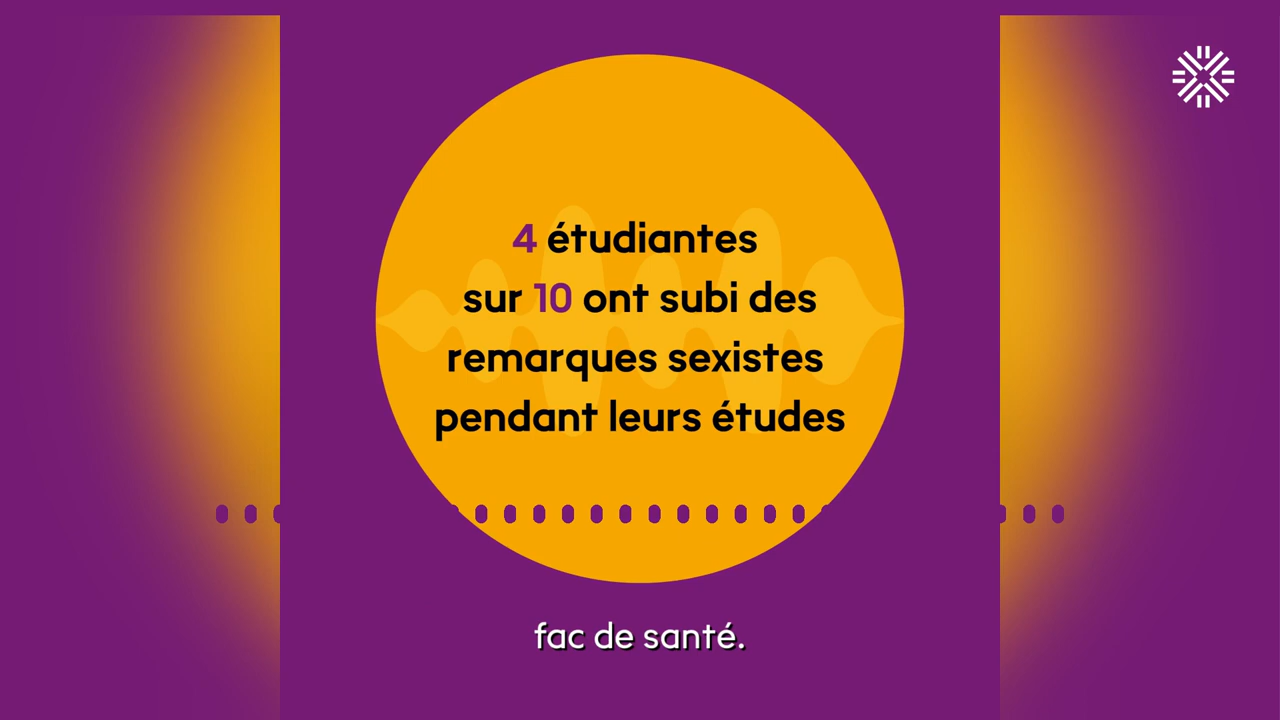 4 étudiantes
sur 10 ont subi des
remarques sexistes
pendant leurs études
fac de santé.